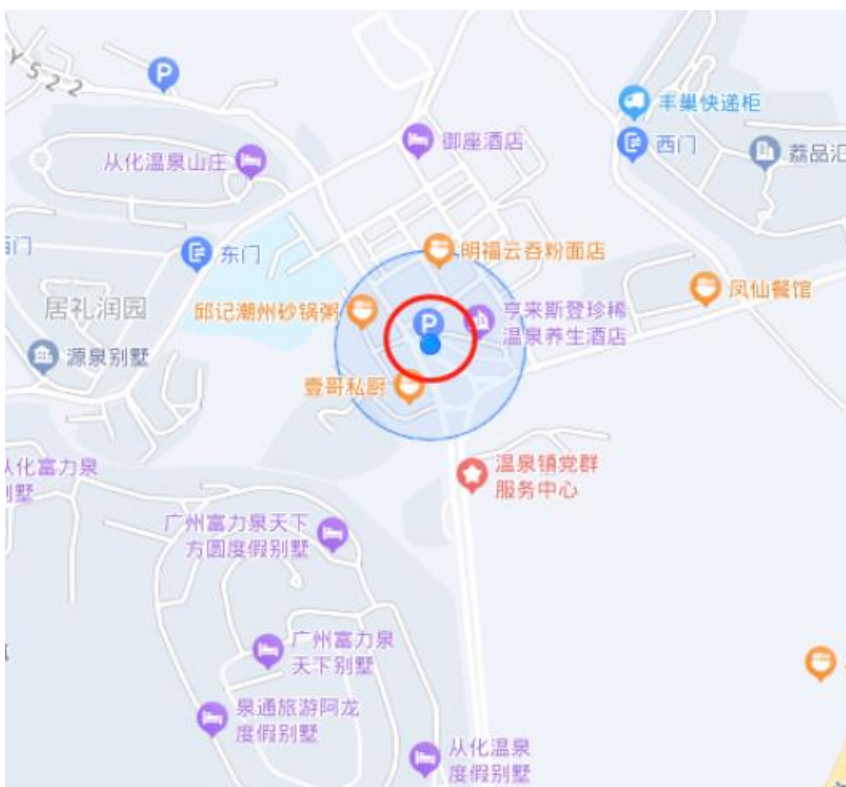 Y522
P
丰巢快递柜
御座酒店
西门
荔品汇
从化温泉山庄
东门
明福云吞粉面店
凤仙餐馆
居礼润园
邱记潮州砂锅粥
P
亨来斯登珍稀
温泉养生酒店
源泉别墅
壹哥私厨
从化富力泉
别墅
温泉镇党群
服务中心
广州富力泉天下
方圆度假别墅
广州富力泉
天下别墅
泉通旅游阿龙
度假别墅
从化温泉
度假别墅